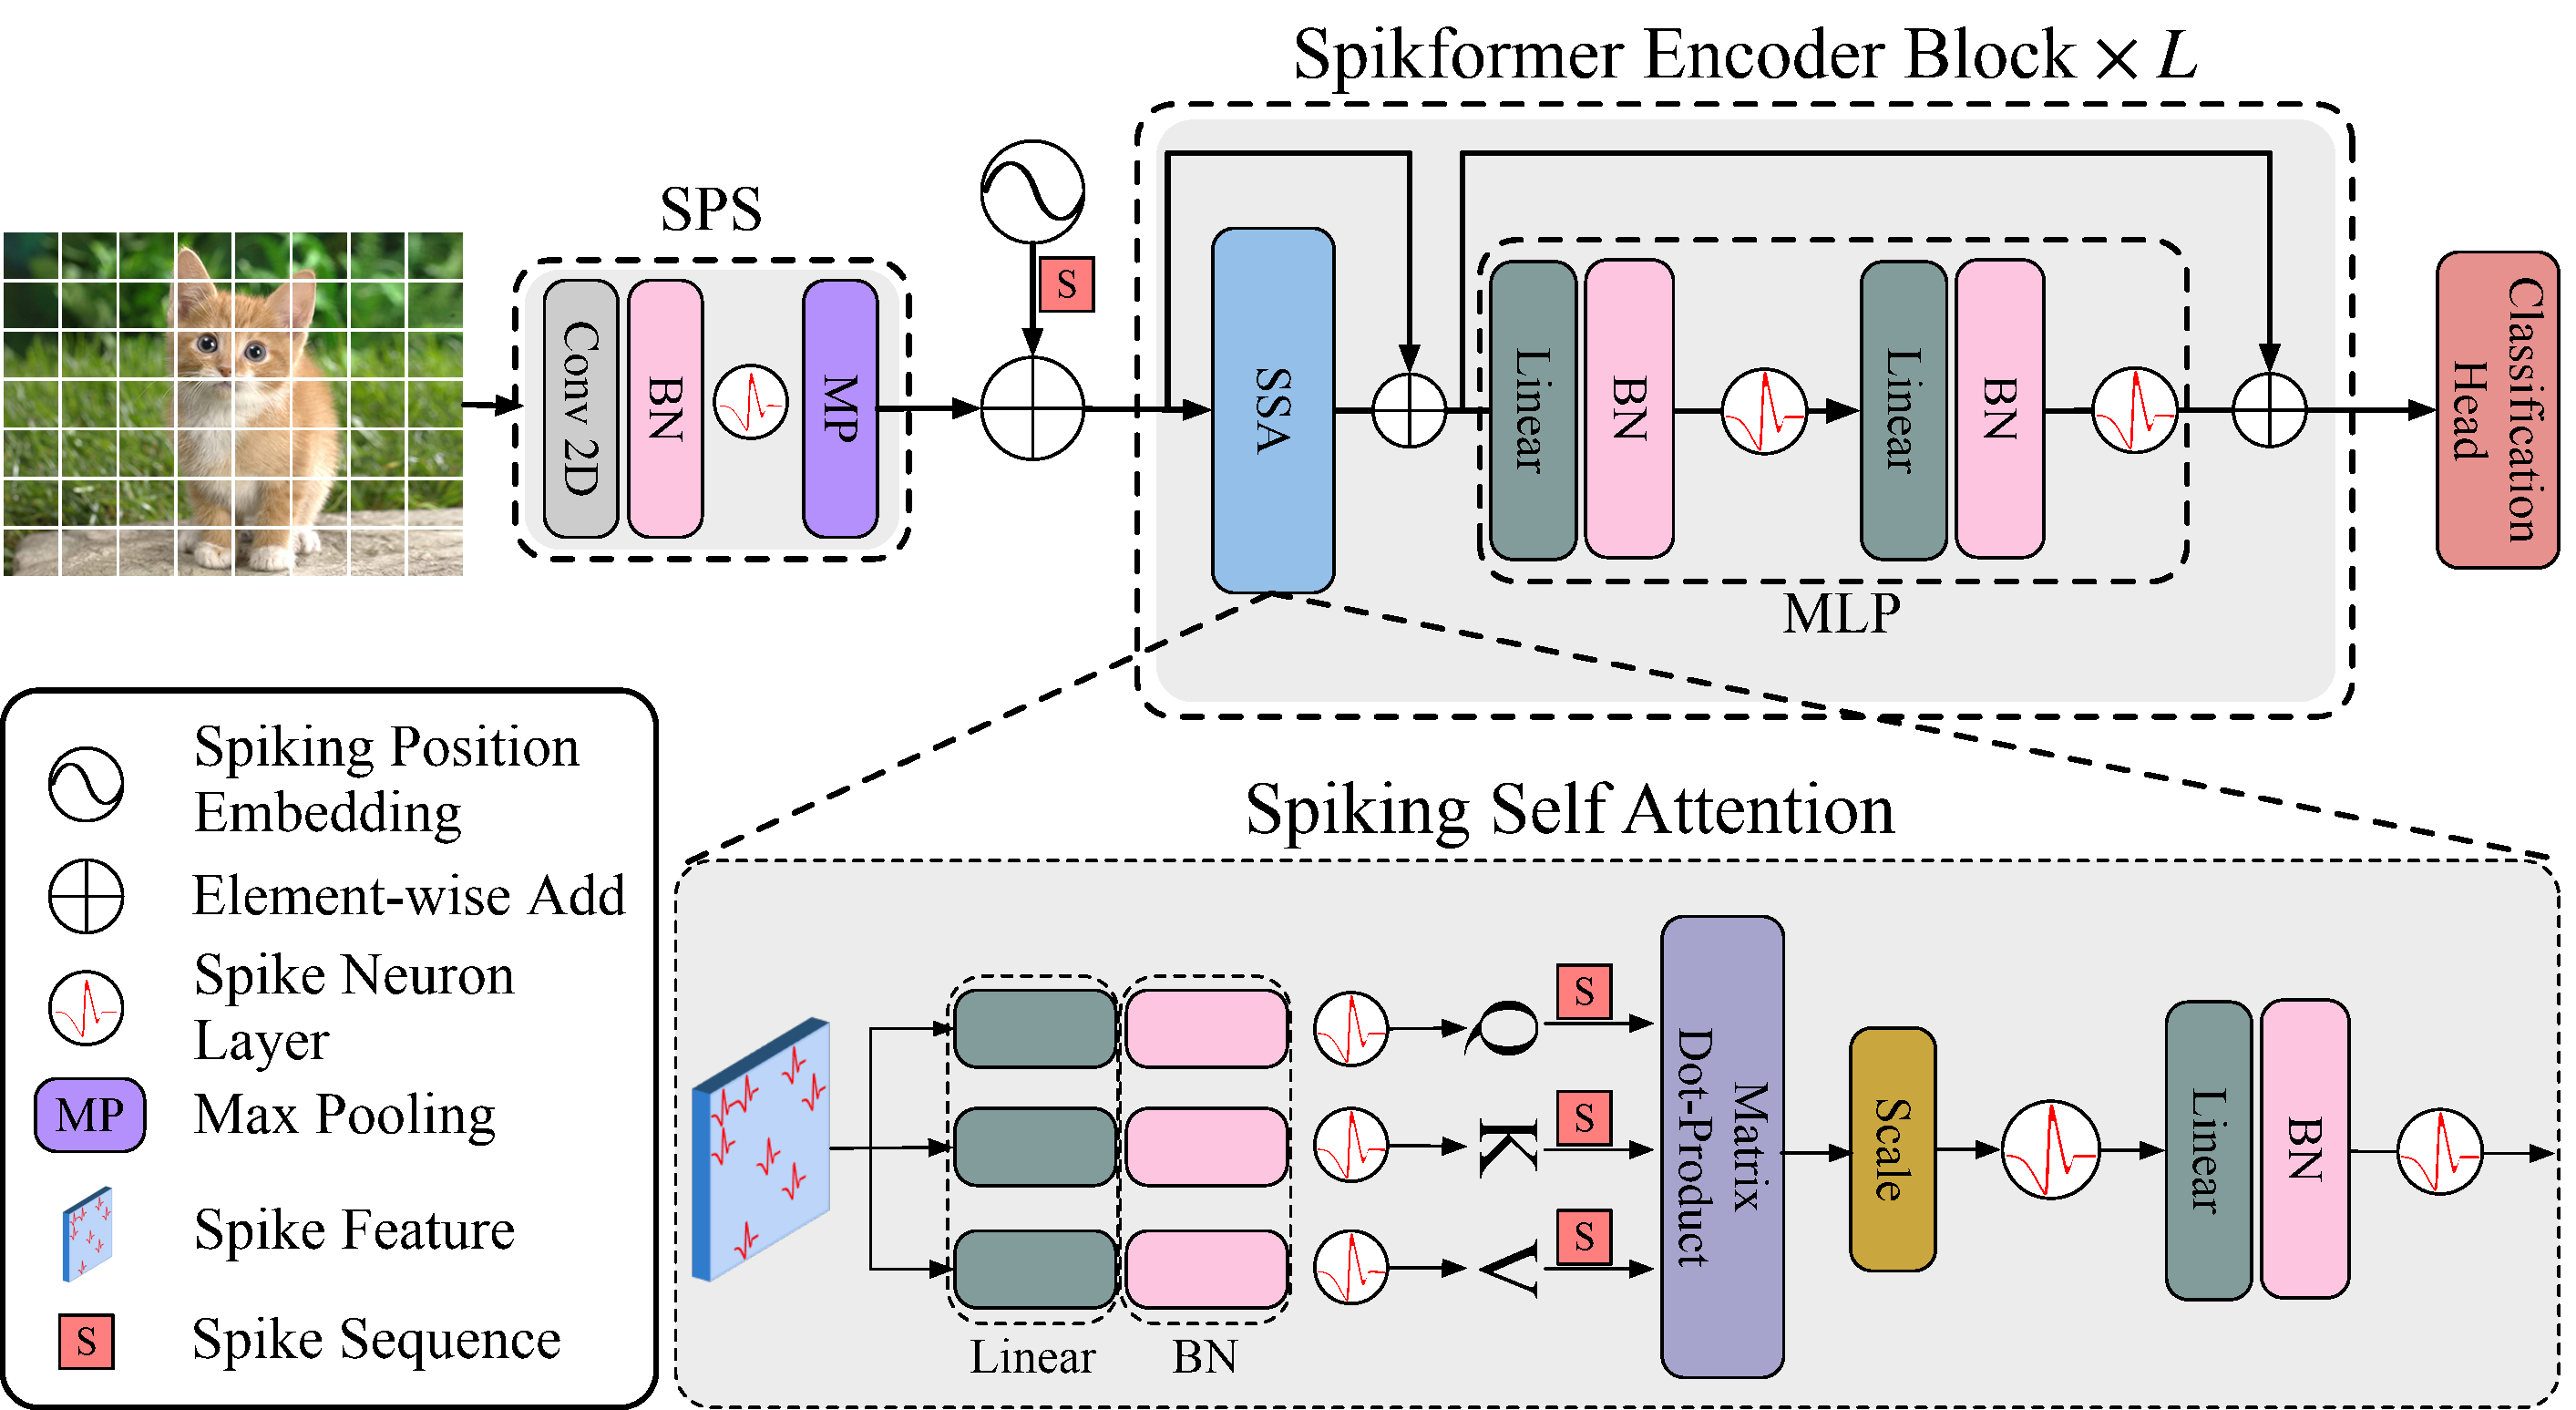 Spikformer Encoder Block × L
SPS
S
Conv 2D
BN
MP
SSA
Linear
BN
Linear
BN
MLP
Classification
Head
Spiking Position
Embedding
Element-wise Add
Spike Neuron
Layer
MP
Max Pooling
Spike Feature
S
Spike Sequence
Spiking Self Attention
Linear
BN
Q
K
V
S
S
S
Matrix
Dot-Product
Scale
Linear
BN